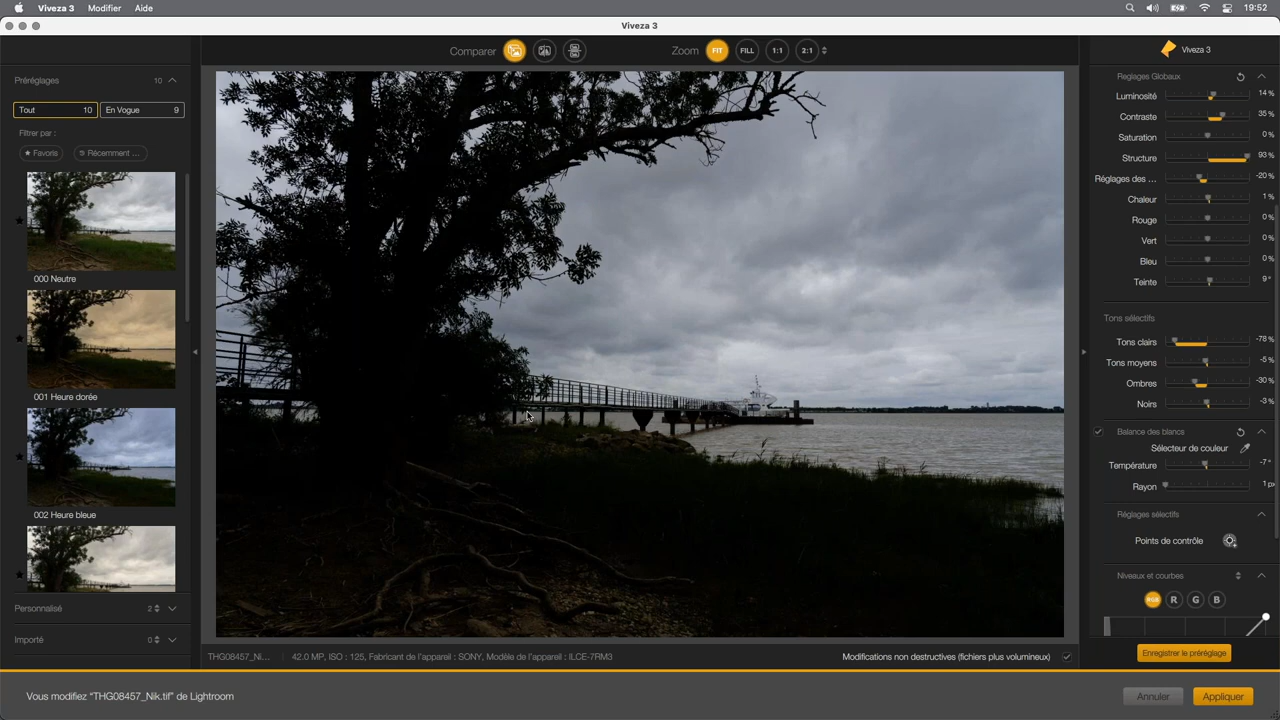 Viveza 3 Modifier Aide 19:52
Viveza 3
Comparer Zoom FIT FILL 1:1 2:1
Viveza 3
Préréglages 10
Tout 10 En Vogue 9
Filtrer par :
Favoris Récemment ...
000 Neutre
001 Heure dorée
002 Heure bleue
Personnalisé 2
Importé 0
Reglages Globaux
Luminosité 14 %
Contraste 35 %
Saturation 0 %
Structure 93 %
Réglages des ... -20 %
Chaleur 1 %
Rouge 0 %
Vert 0 %
Bleu 0 %
Teinte 9 °
Tons sélectifs
Tons clairs -78 %
Tons moyens -5 %
Ombres -30 %
Noirs -3 %
Balance des blancs
Sélecteur de couleur
Température -7 °
Rayon 1 px
Réglages sélectifs
Points de contrôle
Niveaux et courbes
RGB R G B
Enregistrer le préréglage
THG08457_Ni... 42.0 MP, ISO : 125, Fabricant de l'appareil : SONY, Modèle de l'appareil : ILCE-7RM3 Modifications non destructives (fichiers plus volumineux)
Vous modifiez "THG08457_Nik.tif" de Lightroom Annuler Appliquer